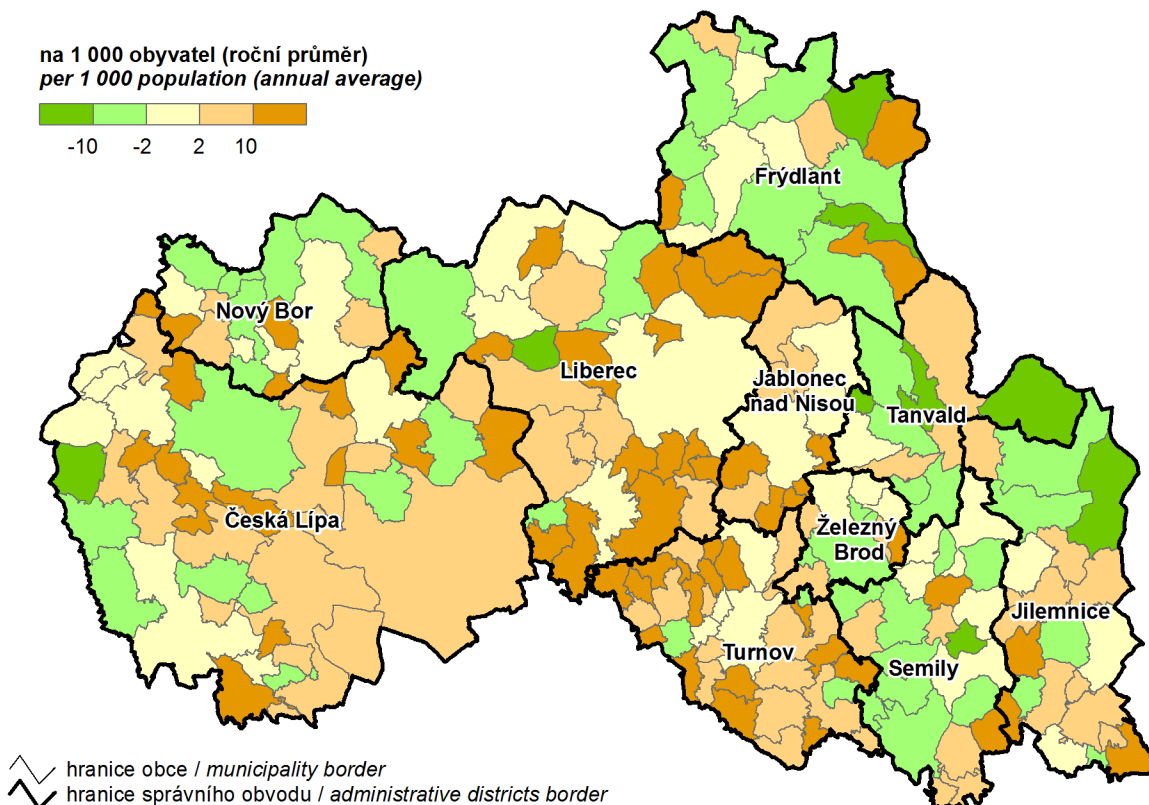 na 1 000 obyvatel (roční průměr)
per 1 000 population (annual average)
-10 -2 2 10
Frýdlant
Nový Bor
Liberec
Jablonec
nad Nisou
Tanvald
Česká Lípa
Železný
Brod
Jilemnice
Turnov
Semily
hranice obce / municipality border
hranice správního obvodu / administrative districts border